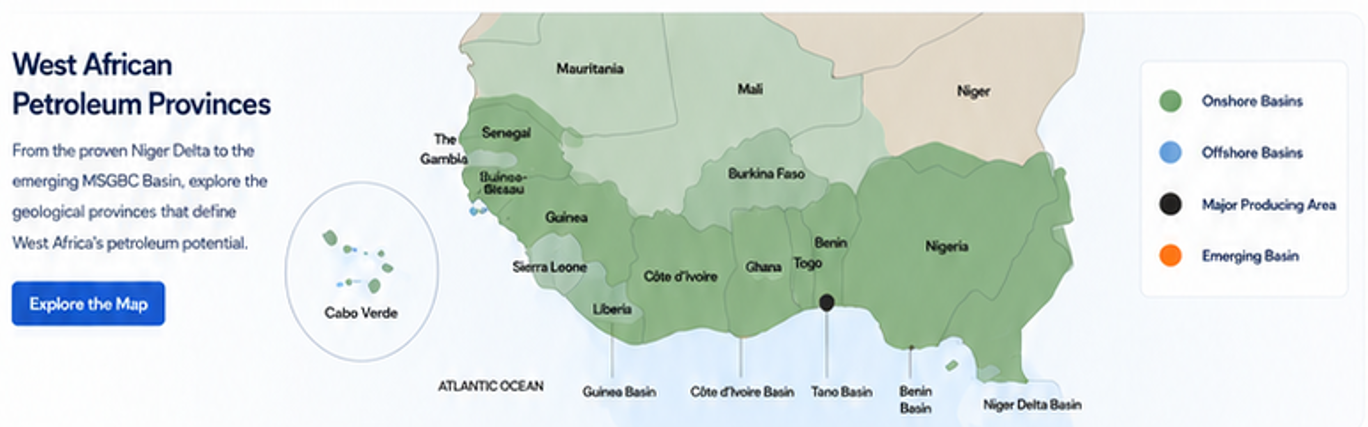 West African
Petroleum Provinces
From the proven Niger Delta to the
emerging MSGBC Basin, explore the
geological provinces that define
West Africa's petroleum potential.
Explore the Map
Cabo Verde
Mauritania
Mali
Niger
Senegal
The
Gambia
Guinea
Burkina Faso
Sierra Leone
Liberia
Côte d'Ivoire
Ghana
Togo
Benin
Nigeria
ATLANTIC OCEAN
Guinea Basin
Côte d'Ivoire Basin
Tano Basin
Benin
Basin
Niger Delta Basin
Onshore Basins
Offshore Basins
Major Producing Area
Emerging Basin